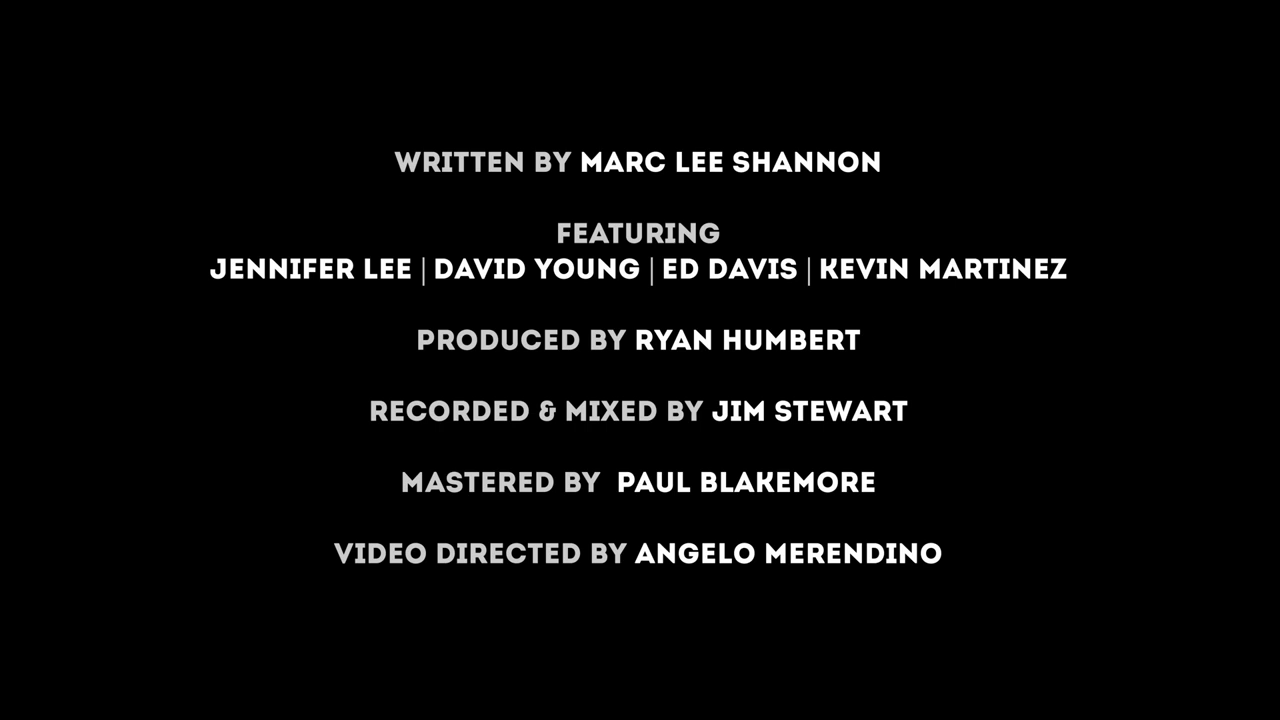 WRITTEN BY MARC LEE SHANNON
FEATURING
JENNIFER LEE | DAVID YOUNG | ED DAVIS | KEVIN MARTINEZ
PRODUCED BY RYAN HUMBERT
RECORDED & MIXED BY JIM STEWART
MASTERED BY PAUL BLAKEMORE
VIDEO DIRECTED BY ANGELO MERENDINO